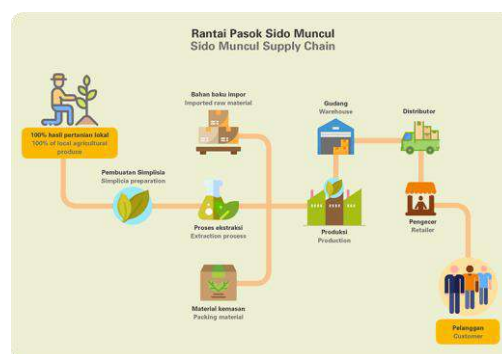 Rantai Pasok Sido Muncul
Sido Muncul Supply Chain
Bahan baku impor
Imported raw material
Gudang
Warehouse
Distributor
100% hasil pertanian lokal
100% of local agricultural
produce
Pembuatan Simplisia
Simplicia preparation
Proses ekstraksi
Extraction process
Produksi
Production
Pengecer
Retailer
Material kemasan
Packing material
Pelanggan
Customer